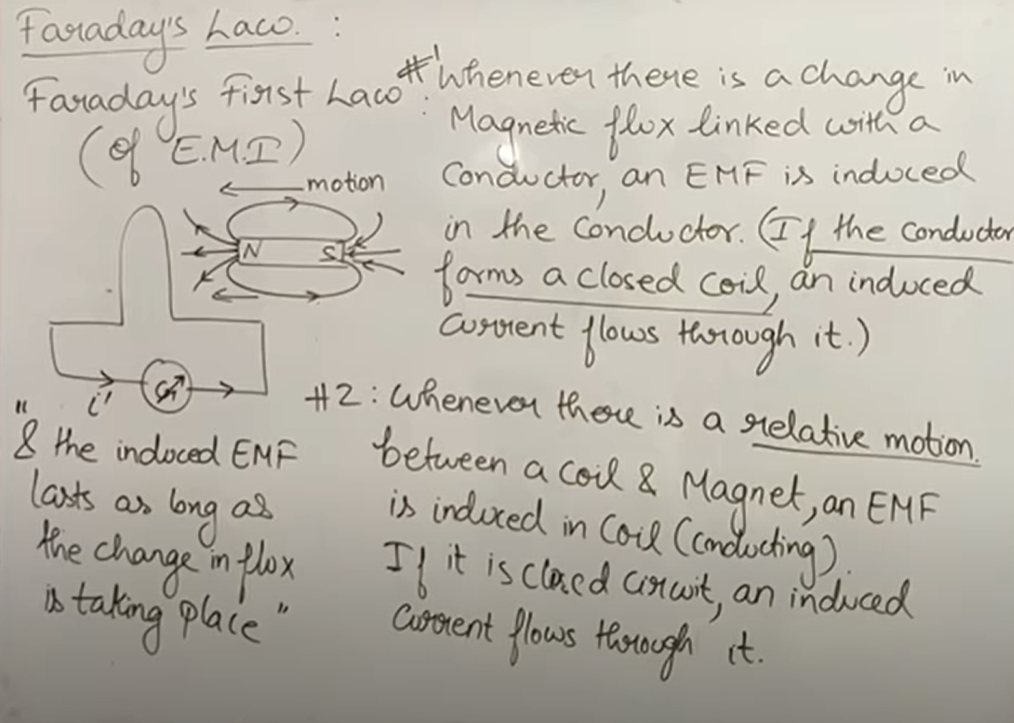 Faraday's Law. :
Faraday's First Law :
(of E.M.I)
#1 Whenever there is a change in
Magnetic flux linked with a
Conductor, an EMF is induced
in the conductor. (If the conductor
forms a closed coil, an induced
current flows through it.)
motion
N S
G
i'
#2 : Whenever there is a relative motion.
between a coil & Magnet, an EMF
is induced in coil (conducting).
If it is closed circuit, an induced
current flows through it.
"& the induced EMF
lasts as long as
the change in flux
is taking place"